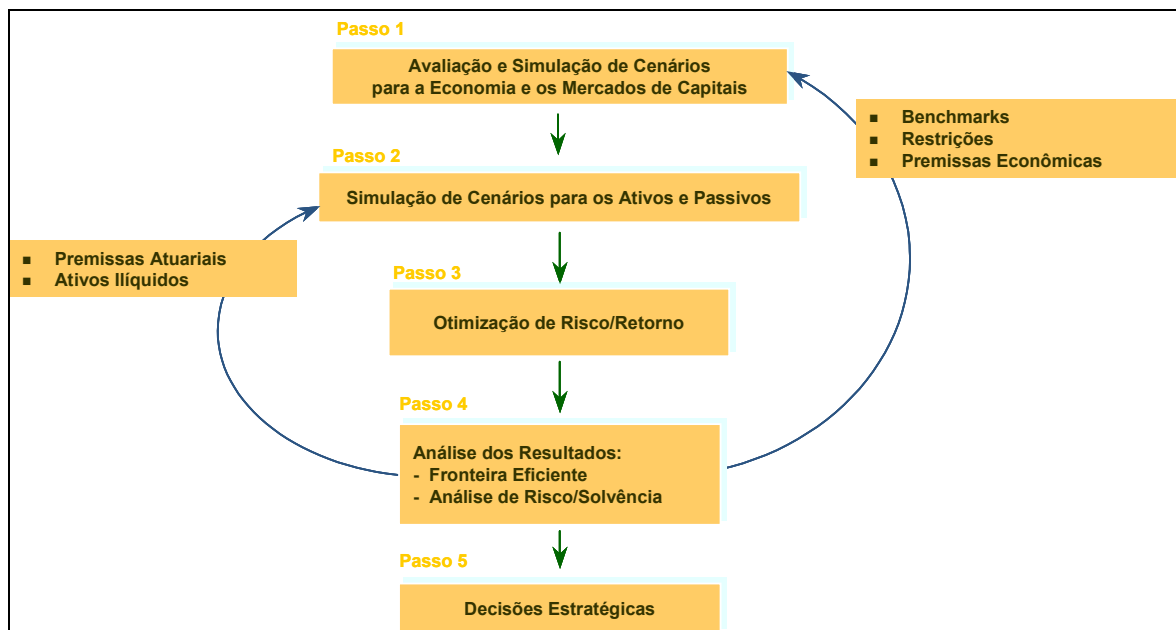 Passo 1
Avaliação e Simulação de Cenários
para a Economia e os Mercados de Capitais
▪ Benchmarks
▪ Restrições
▪ Premissas Econômicas
Passo 2
Simulação de Cenários para os Ativos e Passivos
▪ Premissas Atuariais
▪ Ativos Ilíquidos
Passo 3
Otimização de Risco/Retorno
Passo 4
Análise dos Resultados:
- Fronteira Eficiente
- Análise de Risco/Solvência
Passo 5
Decisões Estratégicas